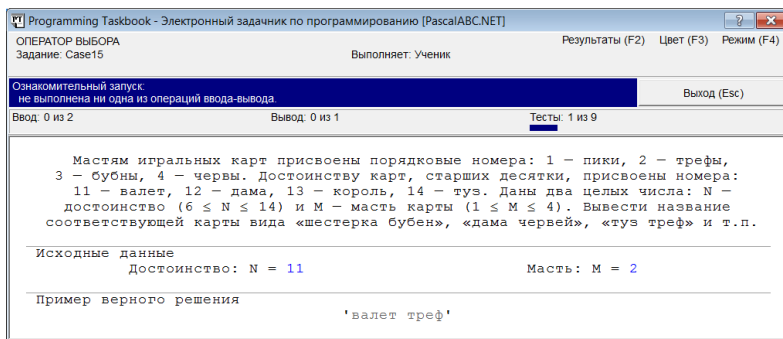 Programming Taskbook - Электронный задачник по программированию [PascalABC.NET]
ОПЕРАТОР ВЫБОРА
Результаты (F2) Цвет (F3) Режим (F4)
Задание: Case15 Выполняет: Ученик
Ознакомительный запуск:
не выполнена ни одна из операций ввода-вывода.
Выход (Esc)
Ввод: 0 из 2 Вывод: 0 из 1 Тесты: 1 из 9
Мастям игральных карт присвоены порядковые номера: 1 — пики, 2 — трефы,
3 — бубны, 4 — червы. Достоинству карт, старших десятки, присвоены номера:
11 — валет, 12 — дама, 13 — король, 14 — туз. Даны два целых числа: N —
достоинство (6 ≤ N ≤ 14) и M — масть карты (1 ≤ M ≤ 4). Вывести название
соответствующей карты вида «шестерка бубен», «дама червей», «туз треф» и т.п.
Исходные данные
Достоинство: N = 11 Масть: M = 2
Пример верного решения
'валет треф'